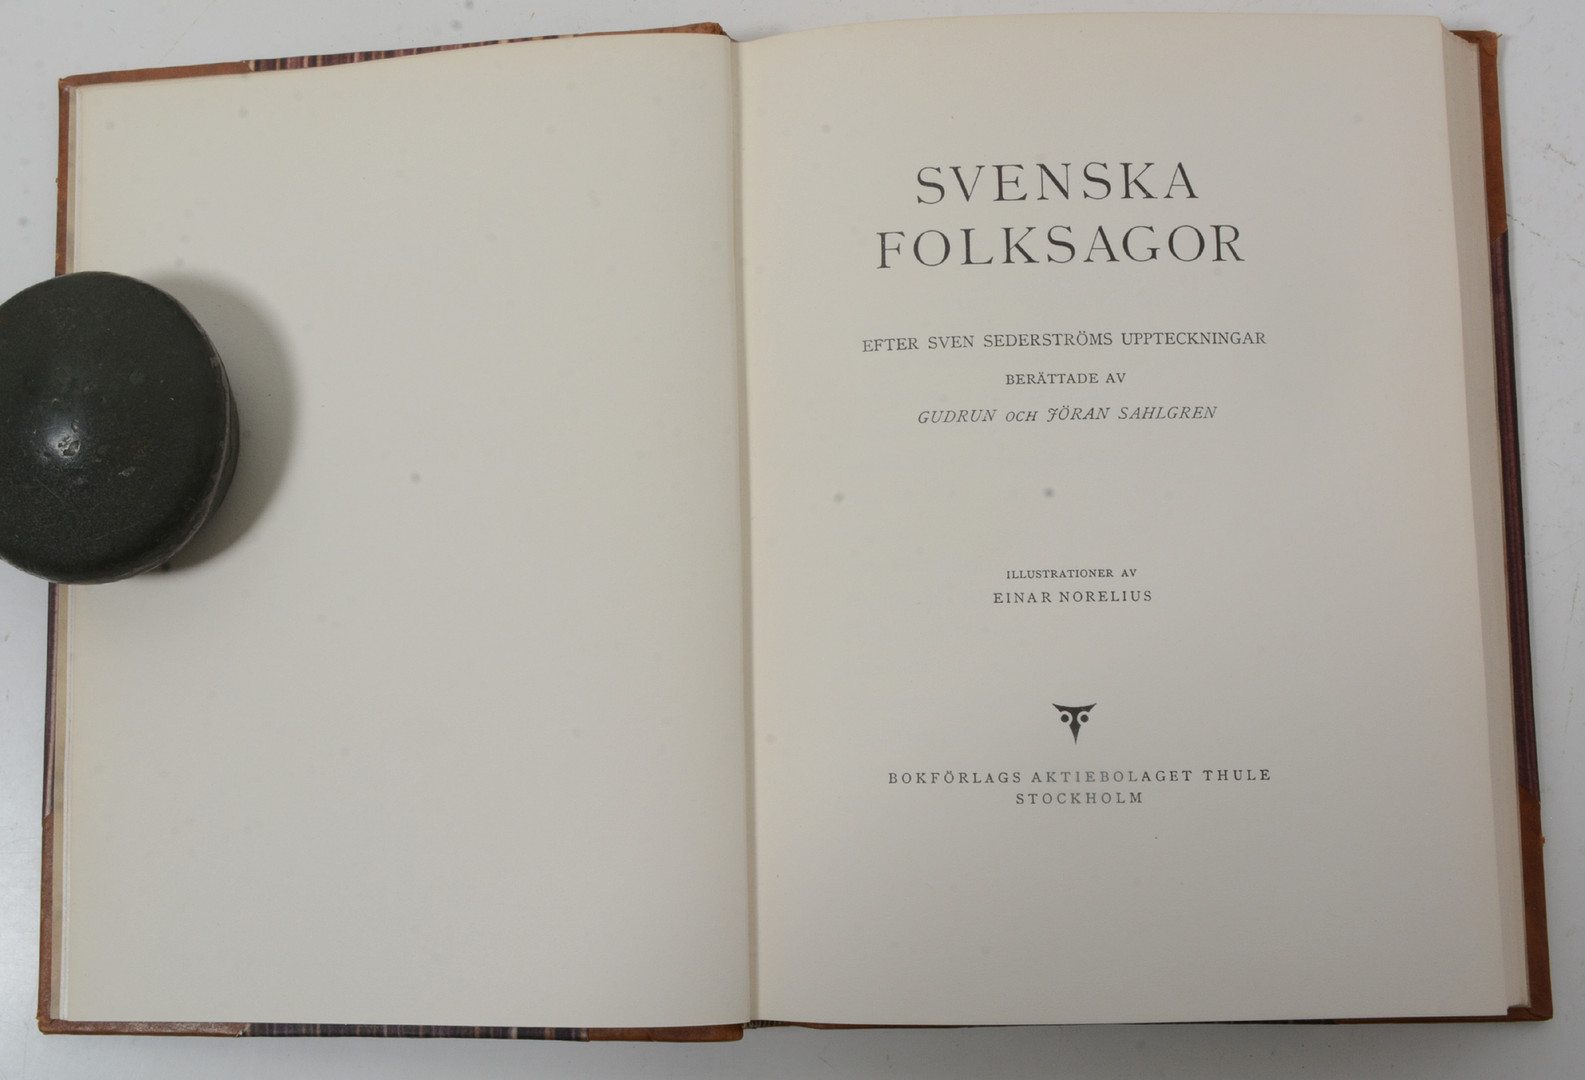 SVENSKA
FOLKSAGOR
EFTER SVEN SEDERSTRÖMS UPPTECKNINGAR
BERÄTTADE AV
GUDRUN OCH JÖRAN SAHLGREN
ILLUSTRATIONER AV
EINAR NORELIUS
BOKFÖRLAGS AKTIEBOLAGET THULE
STOCKHOLM